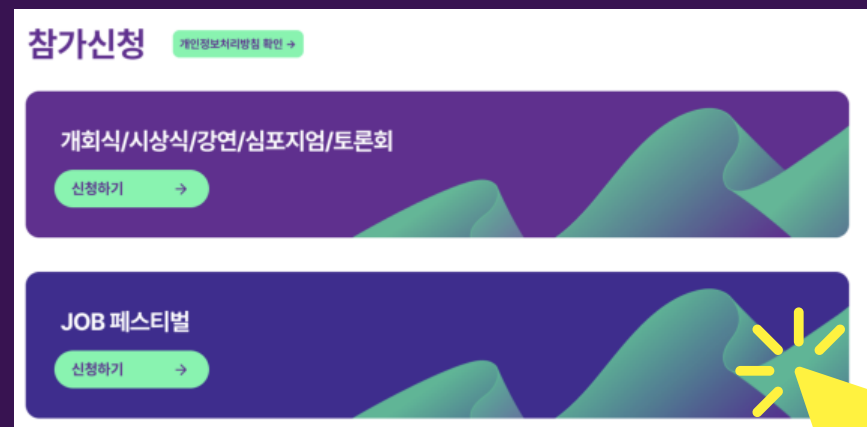 참가신청
개인정보처리방침 확인 →
개회식/시상식/강연/심포지엄/토론회
신청하기 →
JOB 페스티벌
신청하기 →